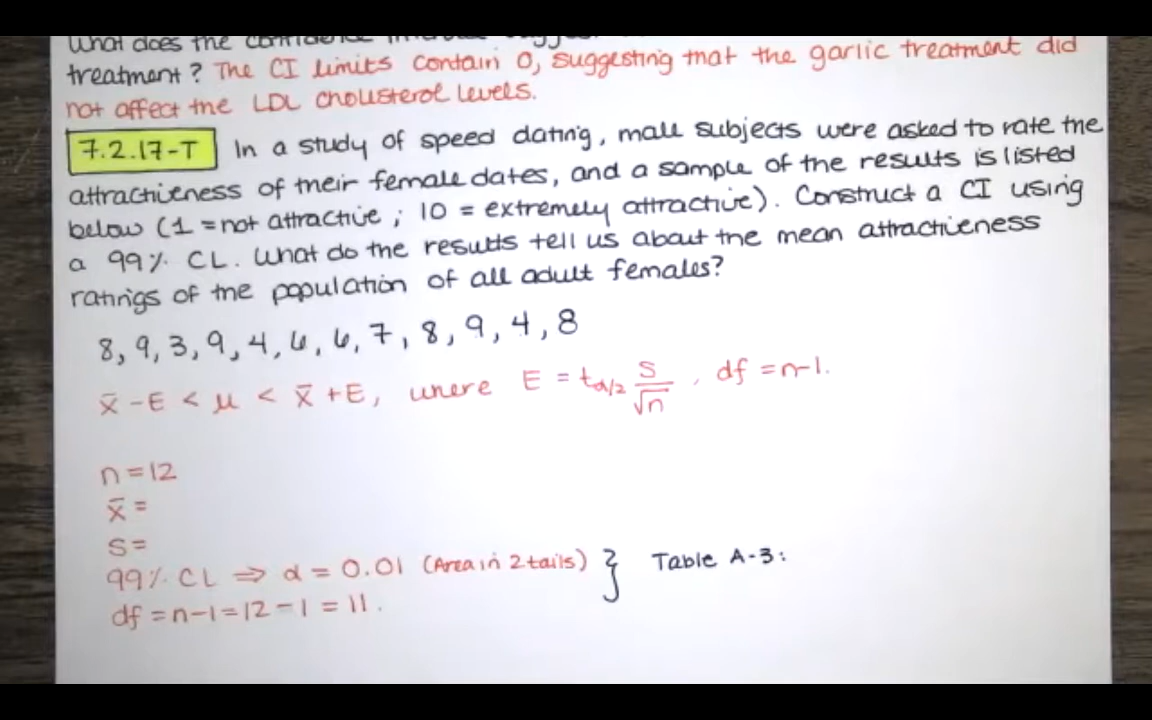 What does the confidence
treatment? The CI limits contain 0, suggesting that the garlic treatment did
not affect the LDL cholusterol levels.
7.2.17-T In a study of speed dating, male subjects were asked to rate the
attractiveness of their female dates, and a sample of the results is listed
below (1 = not attractive ; 10 = extremely attractive). Construct a CI using
a 99% CL. What do the results tell us about the mean attractiveness
ratings of the population of all adult females?
8, 9, 3, 9, 4, 6, 6, 7, 8, 9, 4, 8
x̄ - E < μ < x̄ + E, where E = tα/2 s/√n , df = n-1.
n = 12
x̄ =
s =
99% CL ⇒ α = 0.01 (Area in 2 tails) } Table A-3:
df = n-1 = 12 - 1 = 11.